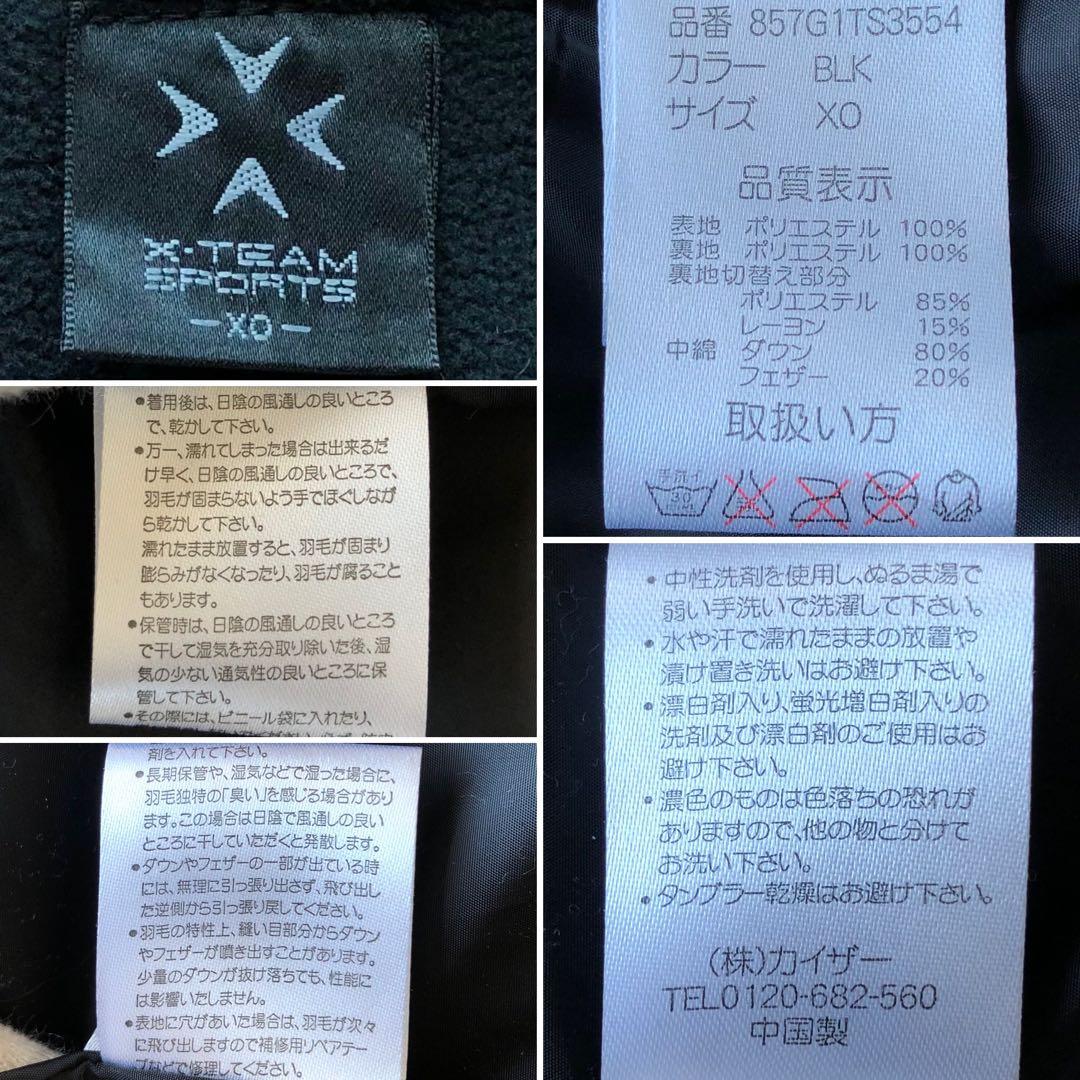 X-TEAM
SPORTS
-XO-
品番 857G1TS3554
カラー BLK
サイズ XO
品質表示
表地 ポリエステル 100%
裏地 ポリエステル 100%
裏地切替え部分
ポリエステル 85%
レーヨン 15%
中綿 ダウン 80%
フェザー 20%
取扱い方
手洗イ
30
•着用後は、日陰の風通しの良いところ
で、乾かして下さい。
•万一、濡れてしまった場合は出来るだ
け早く、日陰の風通しの良いところで、
羽毛が固まらないよう手でほぐしなが
ら乾かして下さい。
濡れたまま放置すると、羽毛が固まり
膨らみがなくなったり、羽毛が腐ること
もあります。
•保管時は、日陰の風通しの良いところ
で干して湿気を充分取り除いた後、湿
気の少ない通気性の良いところに保
管して下さい。
•その際には、ビニール袋に入れたり、
剤を入れて下さい。
•長期保管や、湿気などで湿った場合に、
羽毛独特の「臭い」を感じる場合があり
ます。この場合は日陰で風通しの良い
ところに干していただくと発散します。
•ダウンやフェザーの一部が出ている時
には、無理に引っ張り出さず、飛び出し
た逆側から引っ張り戻してください。
•羽毛の特性上、縫い目部分からダウン
やフェザーが噴き出すことがあります。
少量のダウンが抜け落ちても、性能に
は影響いたしません。
•表地に穴があいた場合は、羽毛が次々
に飛び出しますので補修用リペアテー
プなどで修理してください。
•中性洗剤を使用し、ぬるま湯で
弱い手洗いで洗濯して下さい。
•水や汗で濡れたままの放置や
漬け置き洗いはお避け下さい。
•漂白剤入り、蛍光増白剤入りの
洗剤及び漂白剤のご使用はお
避け下さい。
•濃色のものは色落ちの恐れが
ありますので、他の物と分けて
お洗い下さい。
•タンブラー乾燥はお避け下さい。
(株)カイザー
TEL0120-682-560
中国製